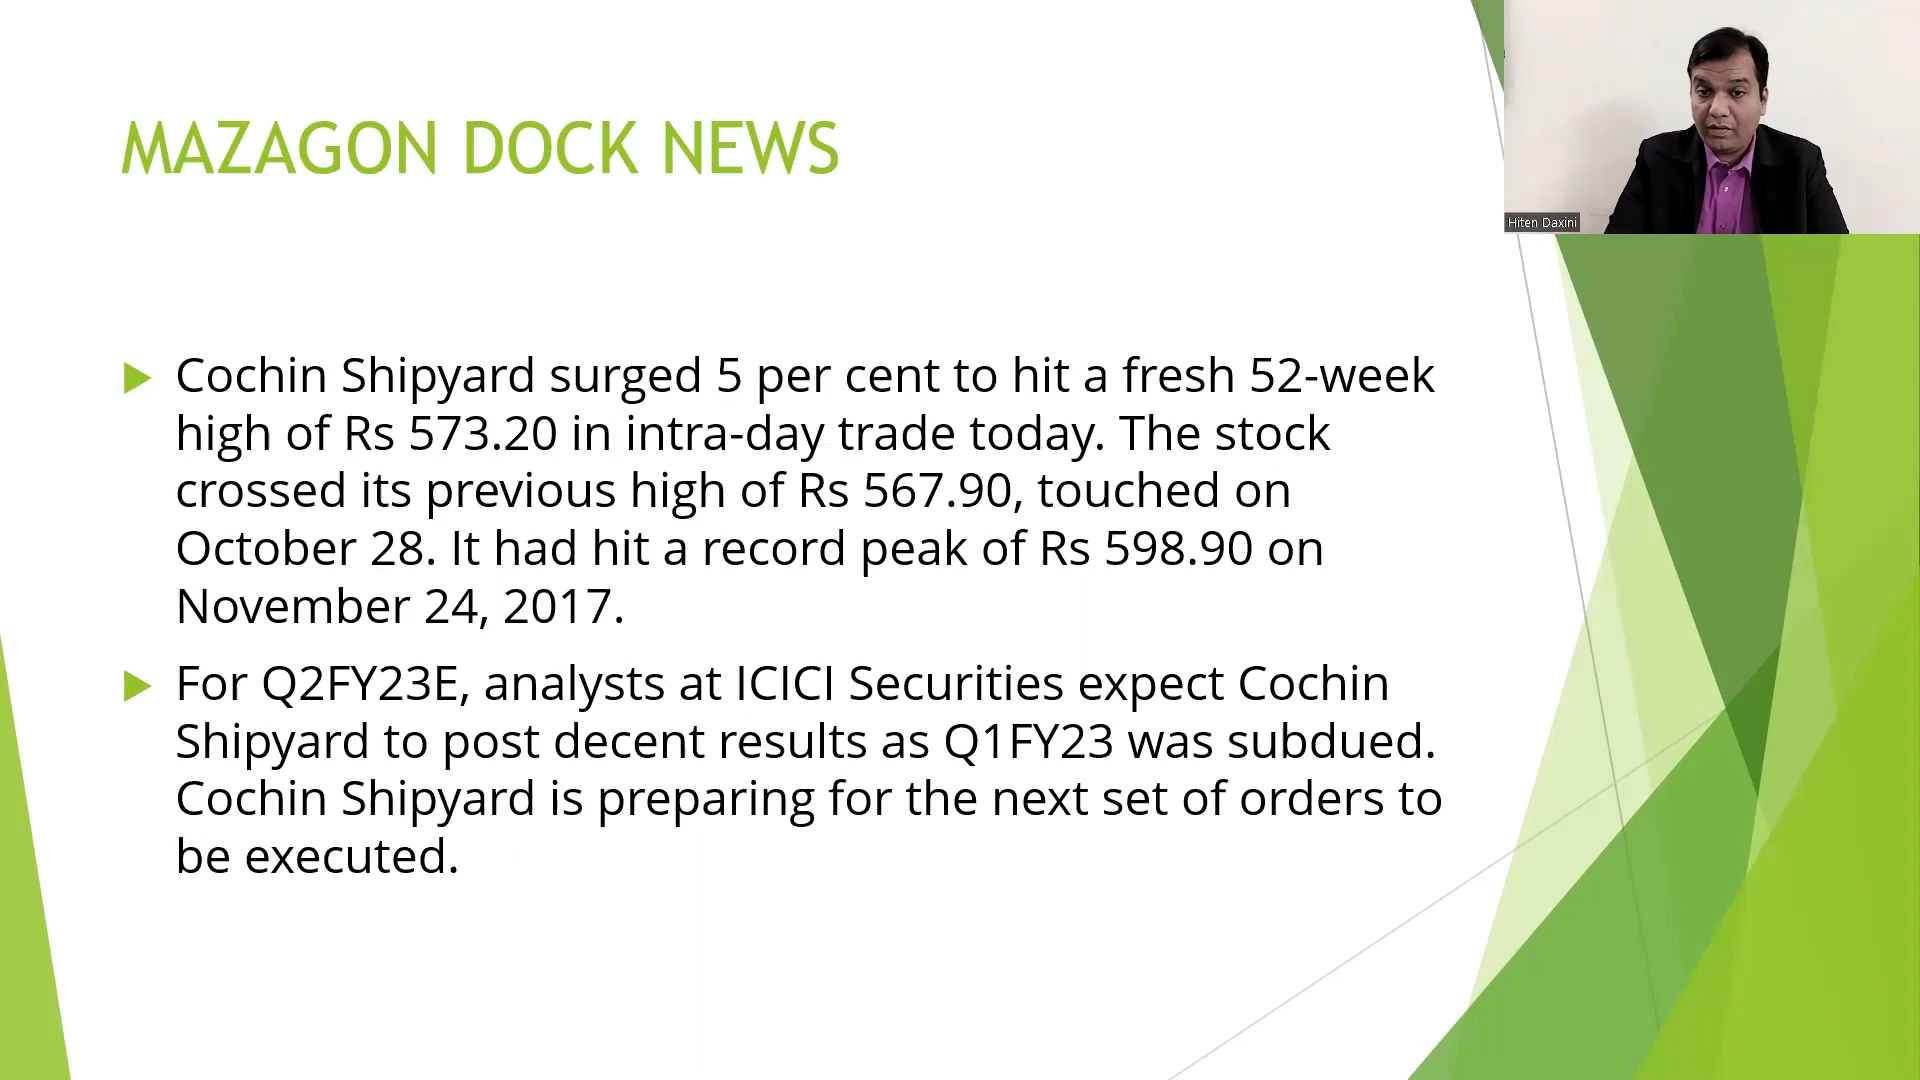 MAZAGON DOCK NEWS
Hiten Daxini
Cochin Shipyard surged 5 per cent to hit a fresh 52-week
high of Rs 573.20 in intra-day trade today. The stock
crossed its previous high of Rs 567.90, touched on
October 28. It had hit a record peak of Rs 598.90 on
November 24, 2017.
For Q2FY23E, analysts at ICICI Securities expect Cochin
Shipyard to post decent results as Q1FY23 was subdued.
Cochin Shipyard is preparing for the next set of orders to
be executed.